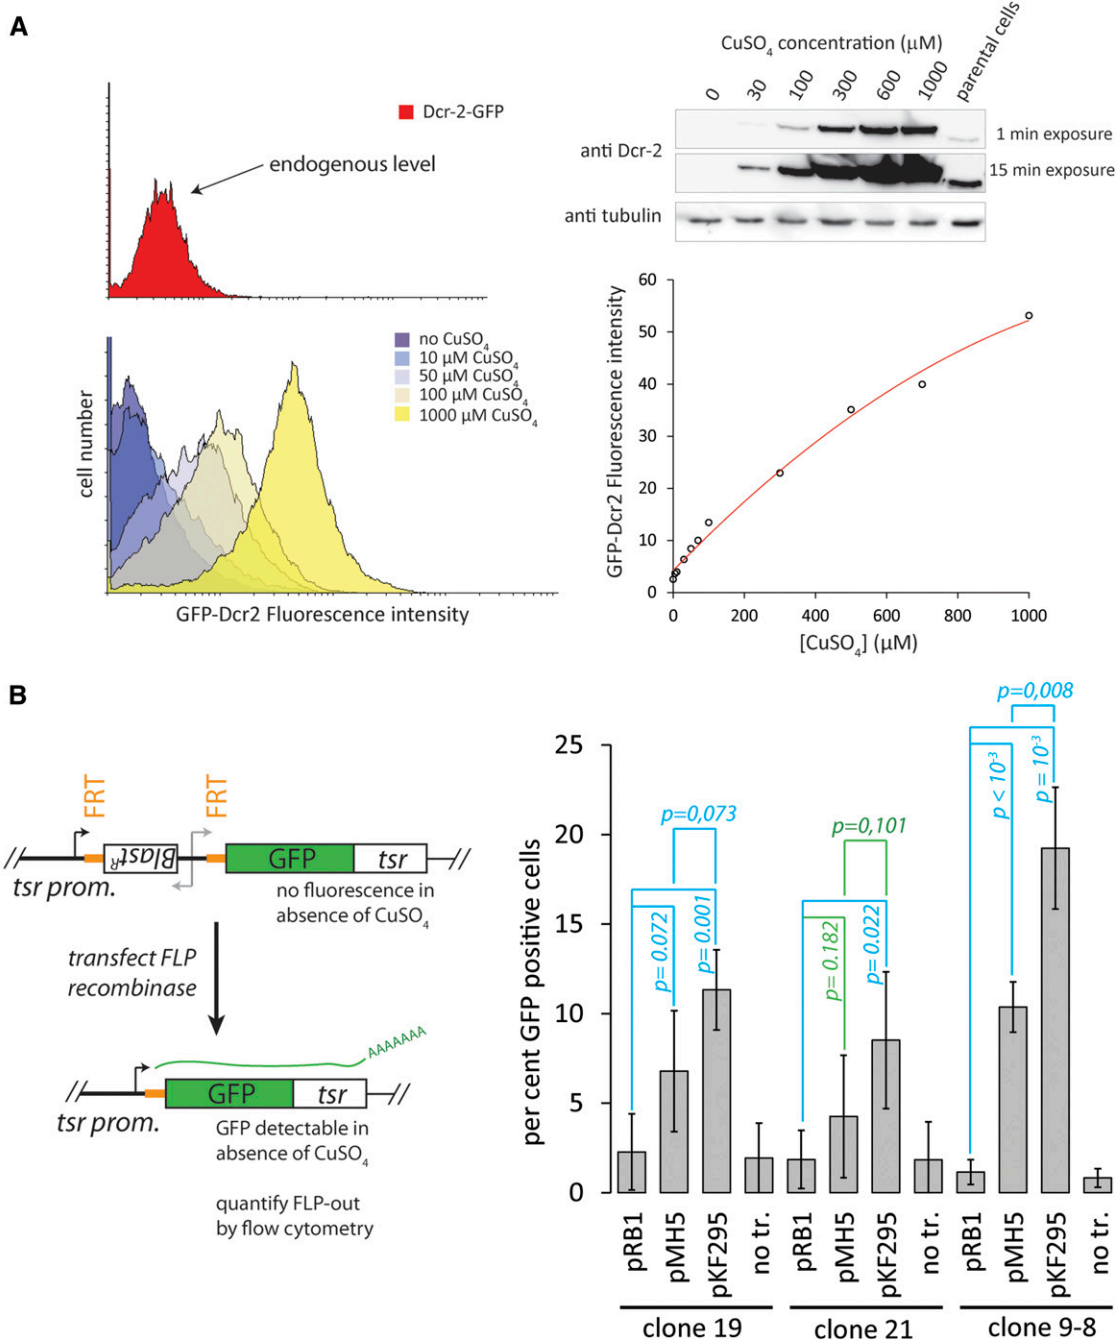 A
Dcr-2-GFP
endogenous level
no CuSO4
10 μM CuSO4
50 μM CuSO4
100 μM CuSO4
1000 μM CuSO4
cell number
GFP-Dcr2 Fluorescence intensity
CuSO4 concentration (μM)
0 30 100 300 600 1000 parental cells
anti Dcr-2
1 min exposure
15 min exposure
anti tubulin
60
50
40
30
20
10
0
GFP-Dcr2 Fluorescence intensity
0 200 400 600 800 1000
[CuSO4] (μM)
B
FRT FRT
BlastR
GFP tsr
tsr prom.
no fluorescence in
absence of CuSO4
transfect FLP
recombinase
AAAAAAA
GFP tsr
tsr prom.
GFP detectable in
absence of CuSO4
quantify FLP-out
by flow cytometry
per cent GFP positive cells
25
20
15
10
5
0
p=0,073
p= 0.072
p= 0.001
p=0,101
p= 0.182
p= 0.022
p=0,008
p < 10-3
p = 10-3
pRB1 pMH5 pKF295 no tr. pRB1 pMH5 pKF295 no tr. pRB1 pMH5 pKF295 no tr.
clone 19 clone 21 clone 9-8